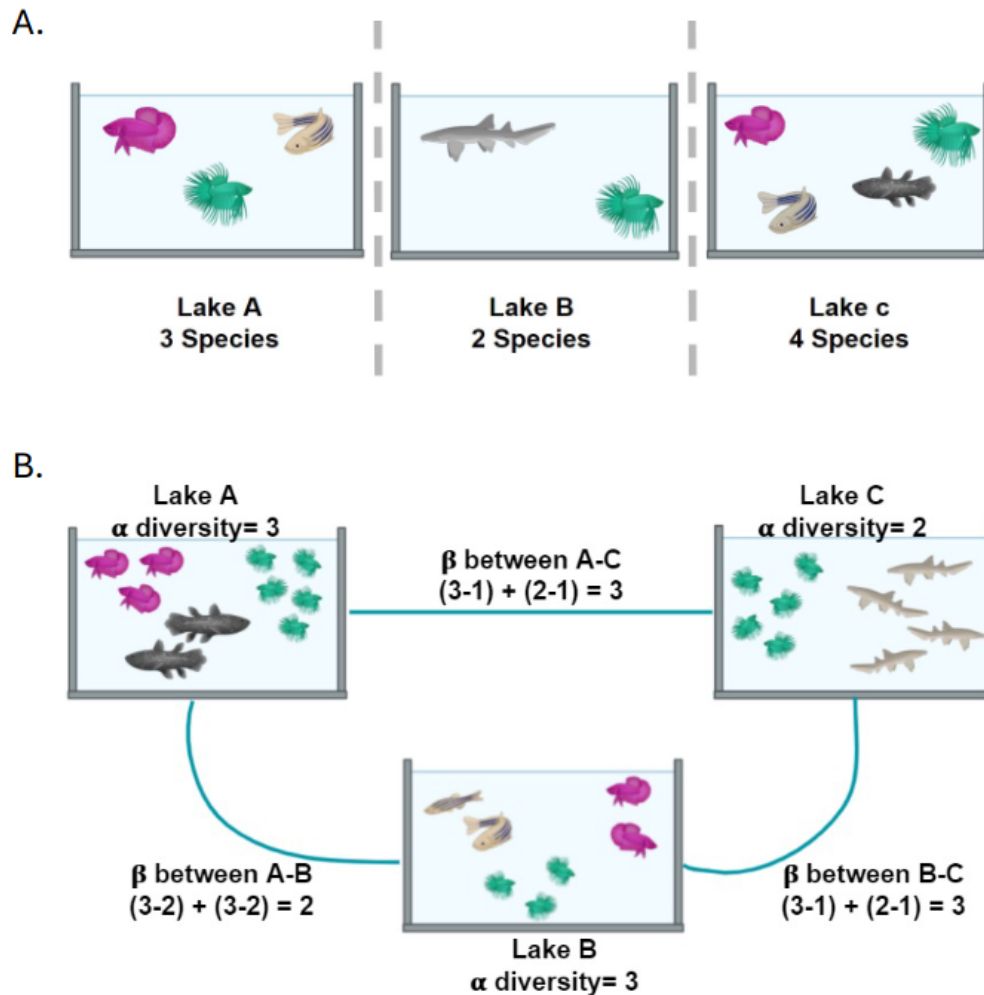 A.
Lake A
3 Species
Lake B
2 Species
Lake c
4 Species
B.
Lake A
α diversity= 3
Lake C
α diversity= 2
β between A-C
(3-1) + (2-1) = 3
β between A-B
(3-2) + (3-2) = 2
β between B-C
(3-1) + (2-1) = 3
Lake B
α diversity= 3